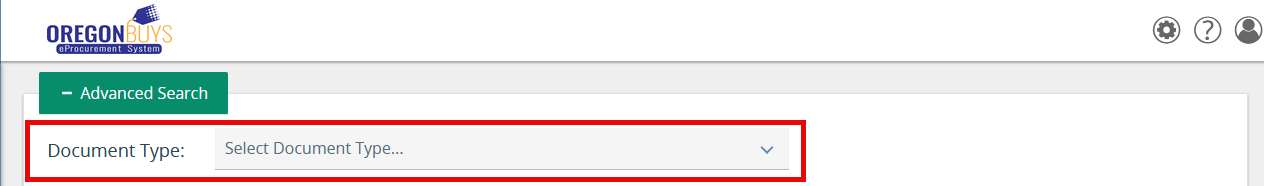 OREGONBUYS
eProcurement System
− Advanced Search
Document Type:
Select Document Type...